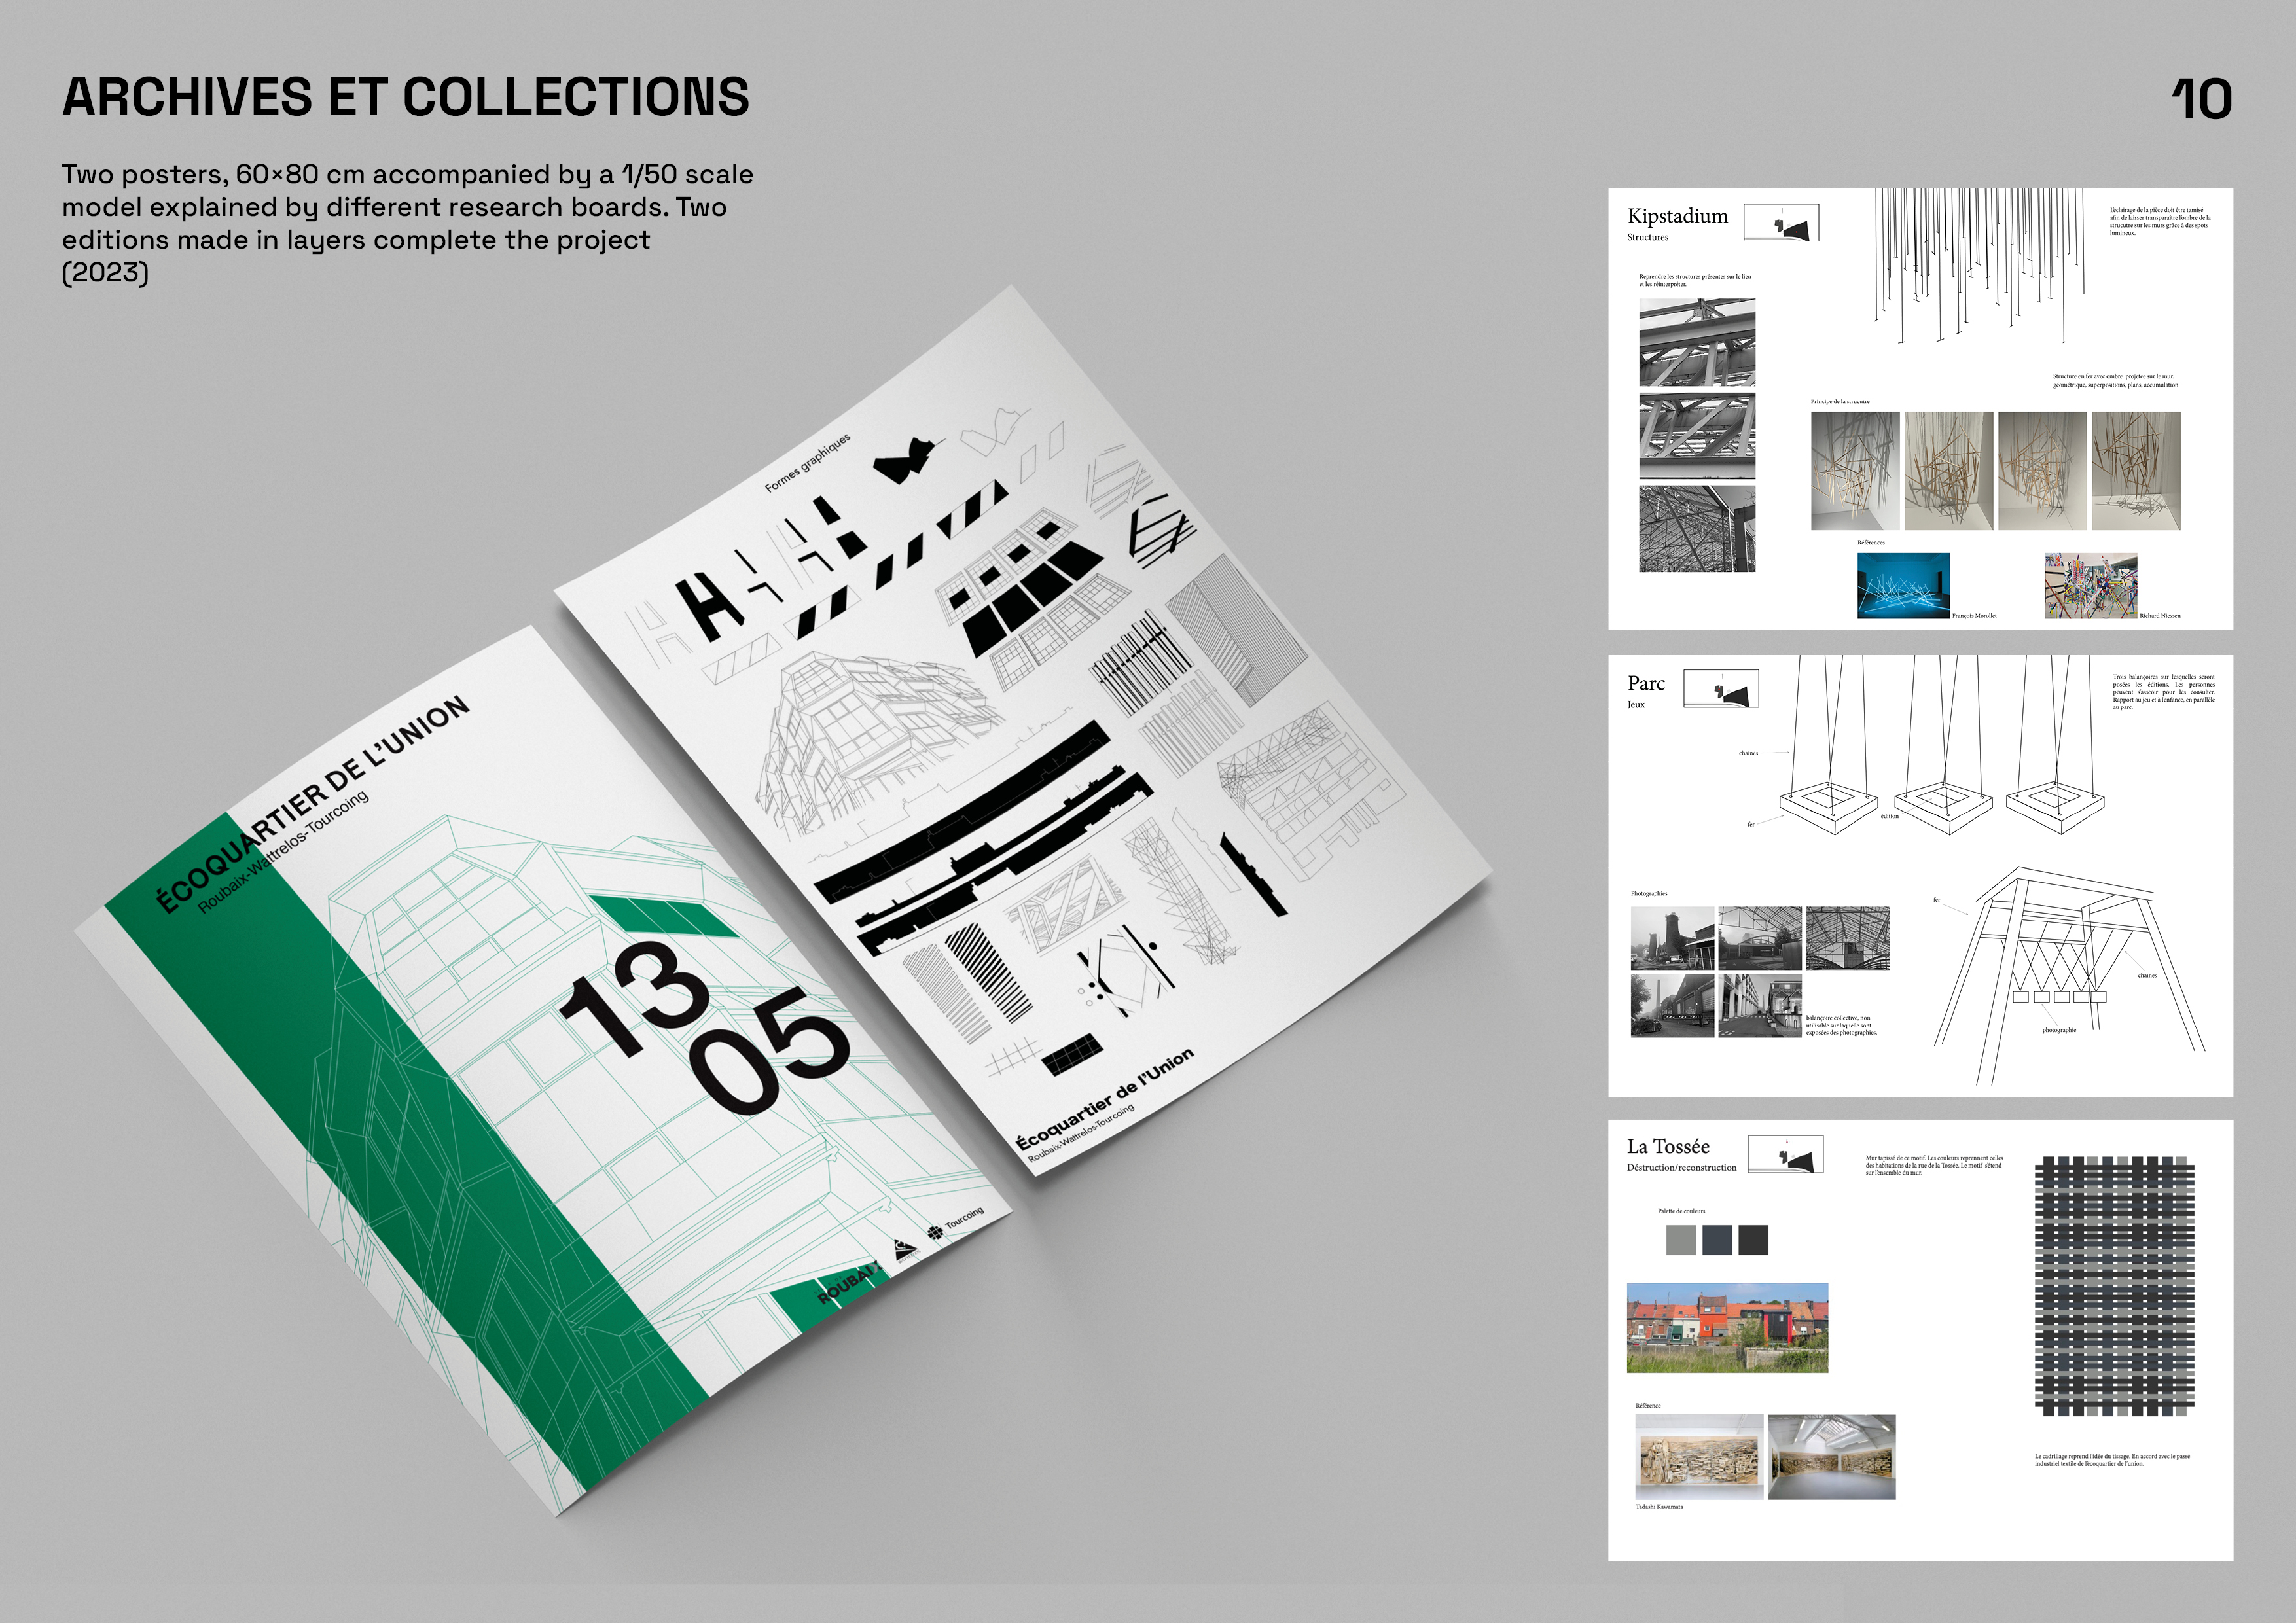 ARCHIVES ET COLLECTIONS
10
Two posters, 60×80 cm accompanied by a 1/50 scale
model explained by different research boards. Two
editions made in layers complete the project
(2023)
ÉCOQUARTIER DE L'UNION
Roubaix-Wattrelos-Tourcoing
13
05
ROUBAIX
Tourcoing
Formes graphiques
Écoquartier de l'Union
Roubaix-Wattrelos-Tourcoing
Kipstadium
Structures
L'éclairage de la pièce doit être tamisé
afin de laisser transparaître l'ombre de la
strucutre sur les murs grâce à des spots
lumineux.
Reprendre les structures présentes sur le lieu
et les réinterpréter.
Structure en fer avec ombre projetée sur le mur.
géométrique, superpositions, plans, accumulation
Principe de la strucutre
Références
François Morollet
Richard Niessen
Parc
Jeux
Trois balançoires sur lesquelles seront
posées les éditions. Les personnes
peuvent s'asseoir pour les consulter.
Rapport au jeu et à l'enfance, en parallèle
au parc.
chaines
fer
édition
Photographies
fer
chaines
photographie
balançoire collective, non
utilisable sur laquelle sont
exposées des photographies.
La Tossée
Déstruction/reconstruction
Mur tapissé de ce motif. Les couleurs reprennent celles
des habitations de la rue de la Tossée. Le motif s'étend
sur l'ensemble du mur.
Palette de couleurs
Référence
Tadashi Kawamata
Le cadrillage reprend l'idée du tissage. En accord avec le passé
industriel textile de l'écoquartier de l'union.